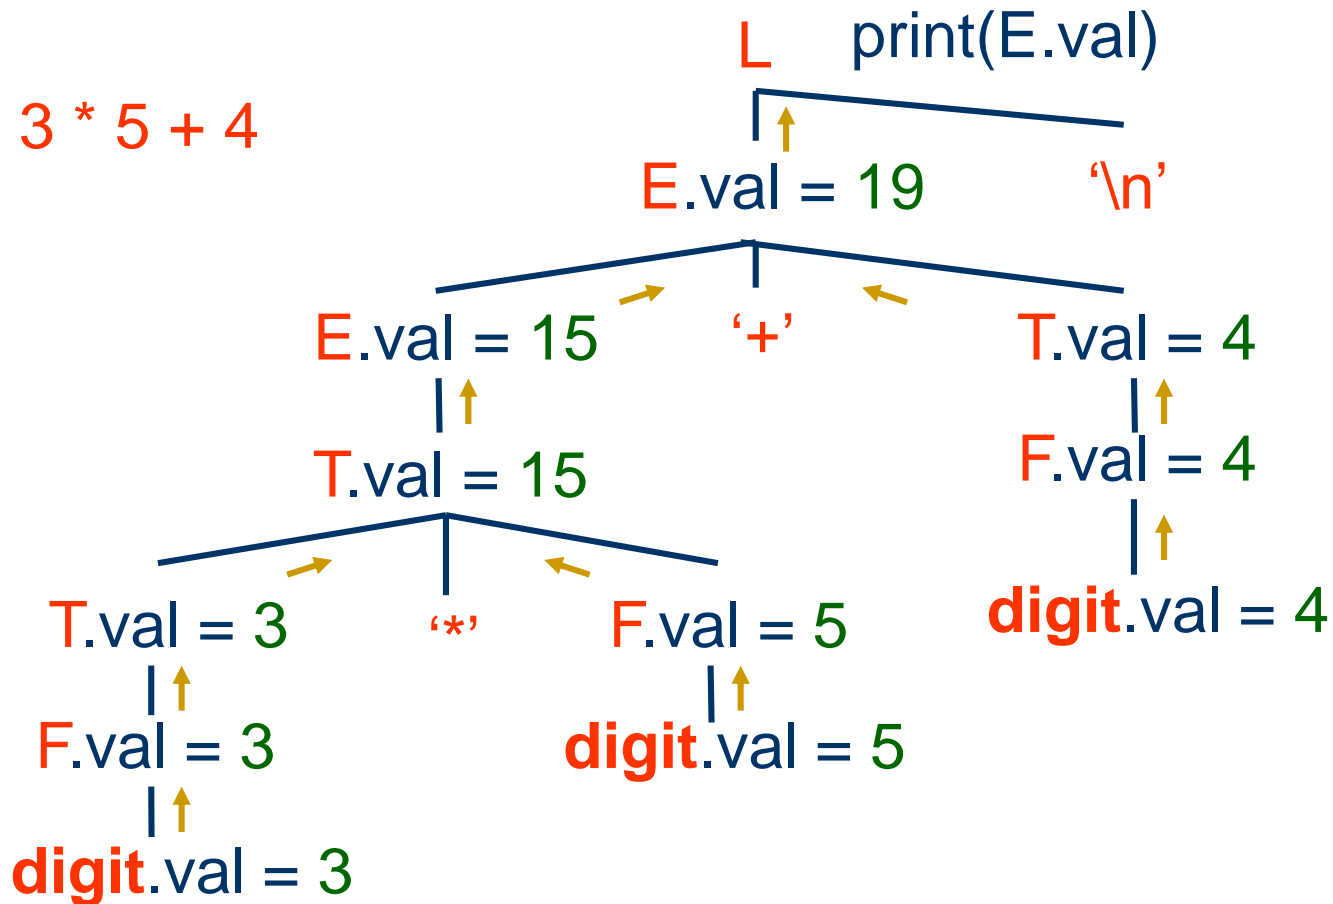 L print(E.val)
3 * 5 + 4
E.val = 19 ‘\n’
E.val = 15 ‘+’ T.val = 4
T.val = 15 F.val = 4
T.val = 3 ‘*’ F.val = 5 digit.val = 4
F.val = 3 digit.val = 5
digit.val = 3